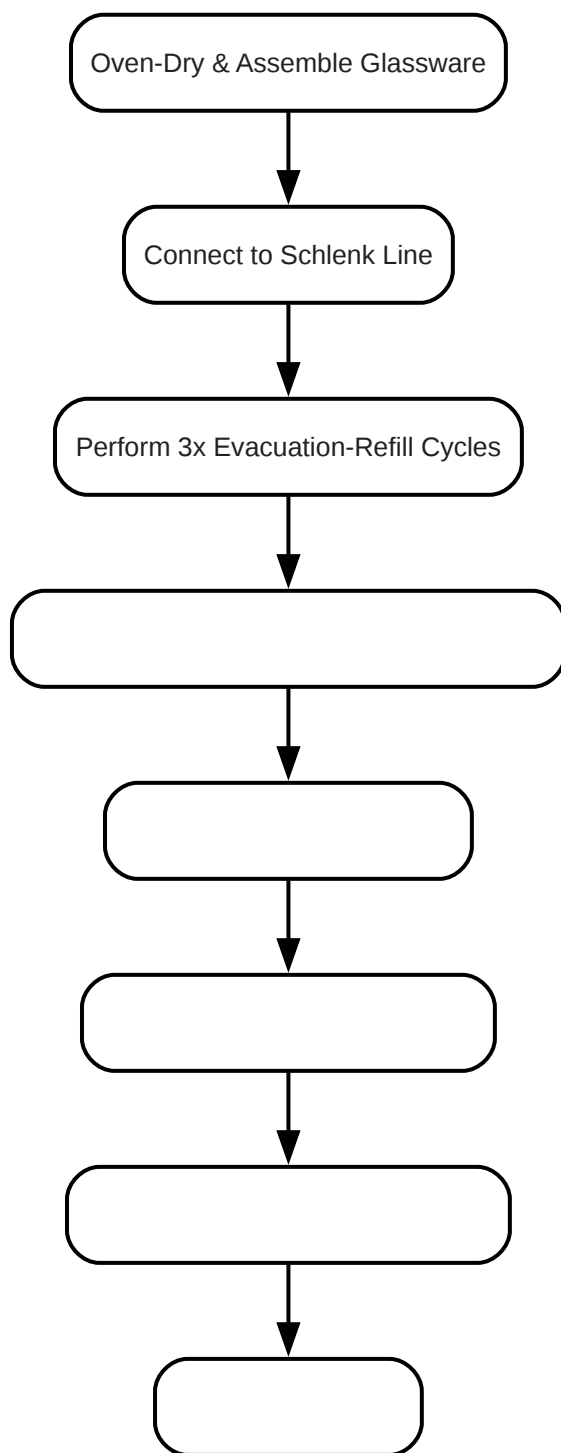 Oven-Dry & Assemble Glassware
Connect to Schlenk Line
Perform 3x Evacuation-Refill Cycles